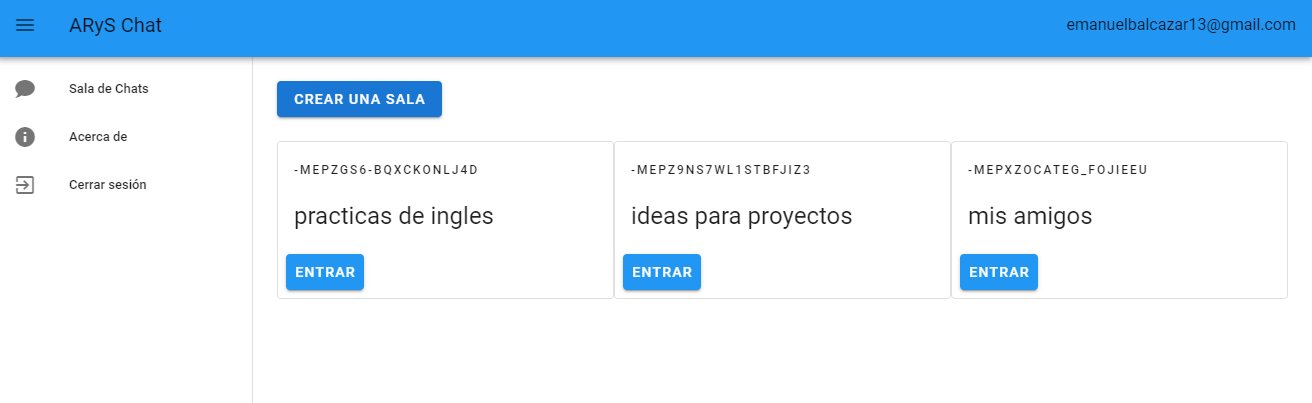 ARyS Chat
emanuelbalcazar13@gmail.com
Sala de Chats
Acerca de
Cerrar sesión
CREAR UNA SALA
-MEPZGS6-BQXCKONLJ4D
practicas de ingles
ENTRAR
-MEPZ9NS7WL1STBFJIZ3
ideas para proyectos
ENTRAR
-MEPXZOCATEG_FOJIEEU
mis amigos
ENTRAR